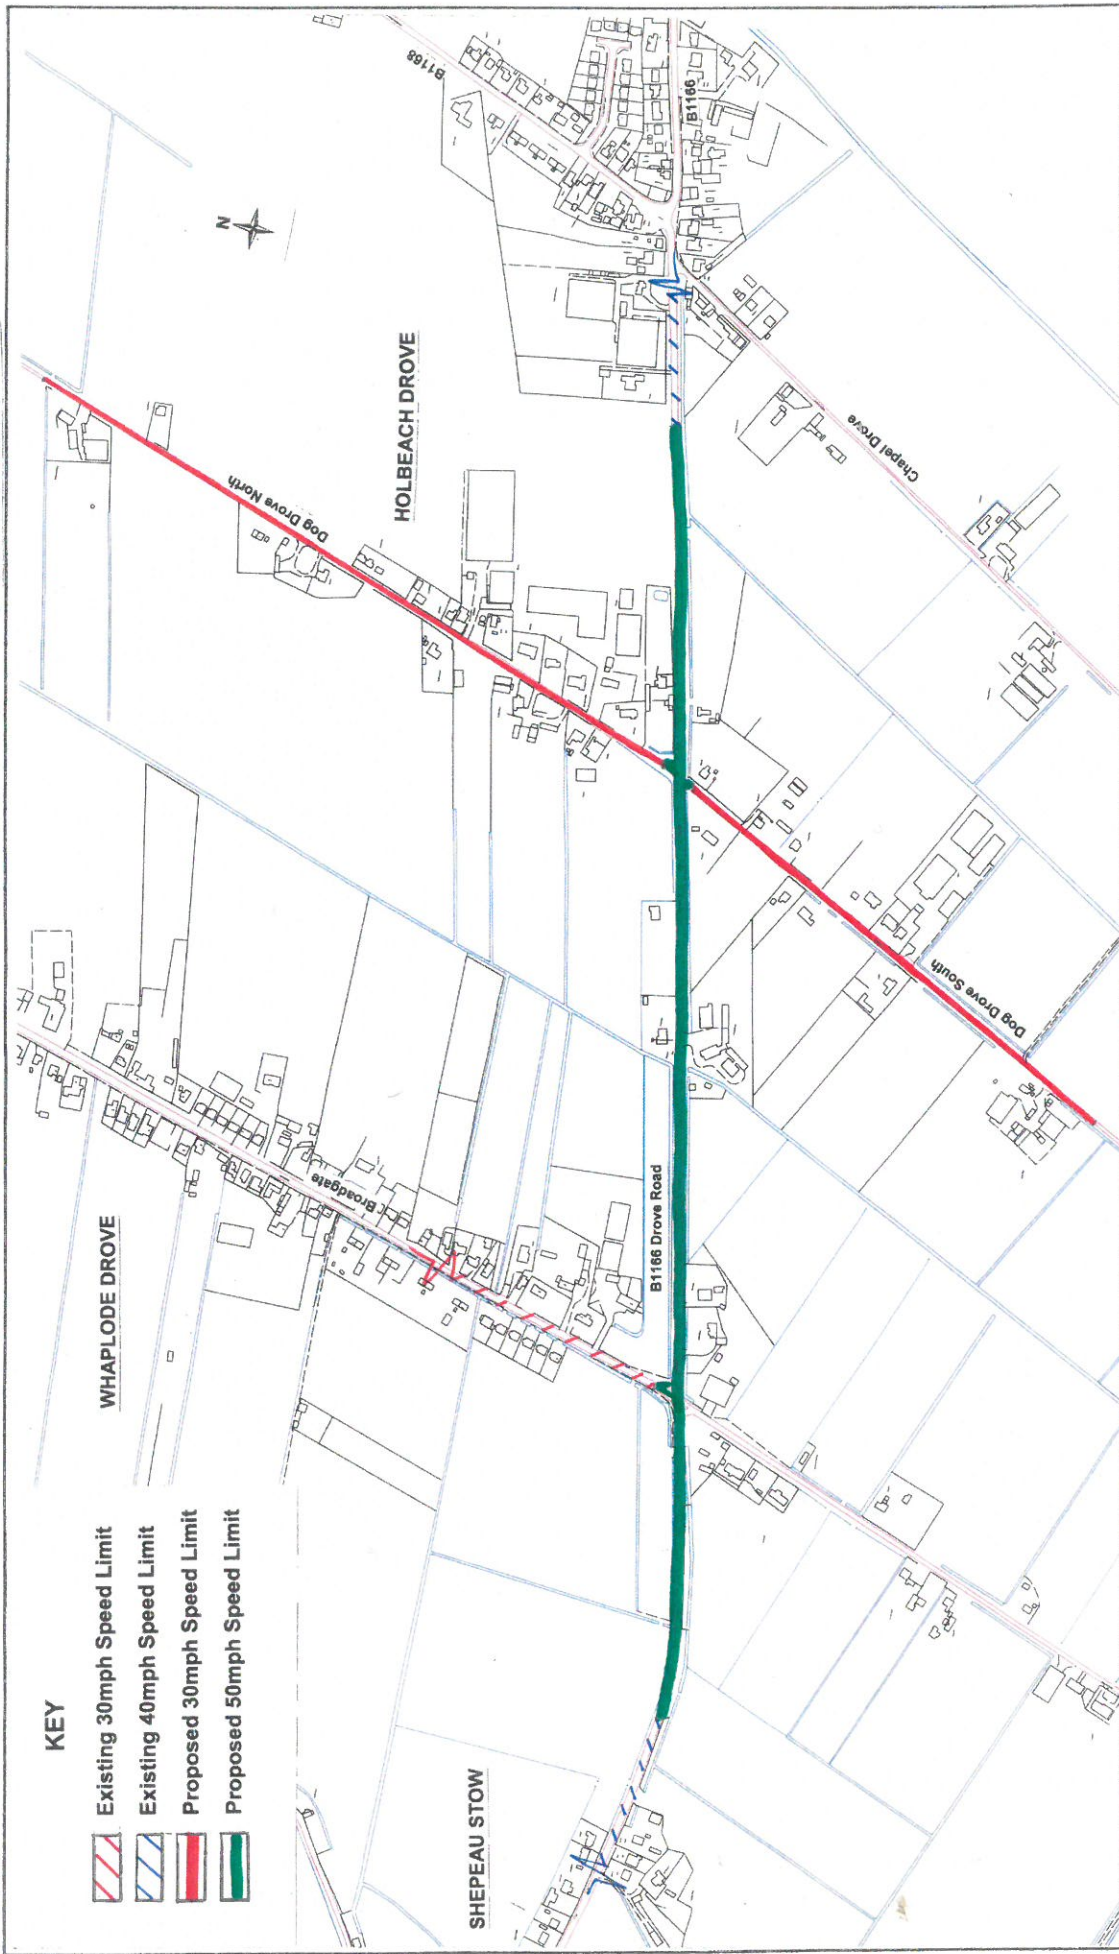 KEY
Existing 30mph Speed Limit
Existing 40mph Speed Limit
Proposed 30mph Speed Limit
Proposed 50mph Speed Limit
WHAPLODE DROVE
HOLBEACH DROVE
SHEPEAU STOW
N
B1168
B1166
Dog Drove North
Broadgate
B1166 Drove Road
Chapel Drove
Dog Drove South